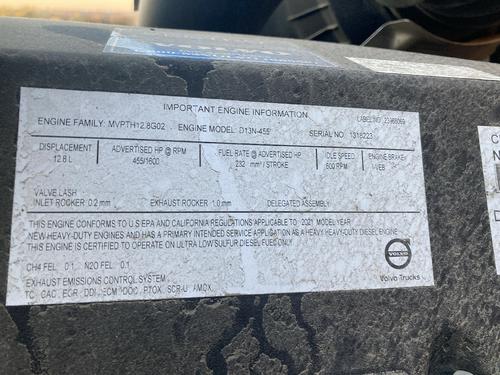 IMPORTANT ENGINE INFORMATION
LABEL NO. 23968069
ENGINE FAMILY: MVPTH12.8G02 ENGINE MODEL: D13N-455 SERIAL NO: 1318223
DISPLACEMENT ADVERTISED HP @ RPM FUEL RATE @ ADVERTISED HP IDLE SPEED ENGINE BRAKE
12.8 L 455/1600 232 mm³/STROKE 600 RPM I-VEB
VALVE LASH
INLET ROCKER: 0.2 mm EXHAUST ROCKER: 1.0 mm DELEGATED ASSEMBLY
THIS ENGINE CONFORMS TO U.S EPA AND CALIFORNIA REGULATIONS APPLICABLE TO 2021 MODEL YEAR
NEW HEAVY-DUTY ENGINES AND HAS A PRIMARY INTENDED SERVICE APPLICATION AS A HEAVY HEAVY-DUTY DIESEL ENGINE
THIS ENGINE IS CERTIFIED TO OPERATE ON ULTRA LOW SULFUR DIESEL FUEL ONLY
CH4 FEL: 0.1 N2O FEL: 0.1
EXHAUST EMISSIONS CONTROL SYSTEM
TC, CAC, EGR, DDI, ECM, OOC, PTOX, SCR-U, AMOX,
VOLVO
Volvo Trucks